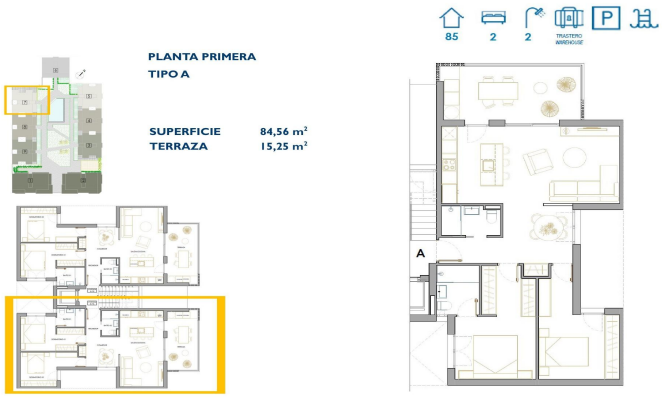 85
2
2
TRASTERO
WAREHOUSE
P
PLANTA PRIMERA
TIPO A
SUPERFICIE 84,56 m²
TERRAZA 15,25 m²
A